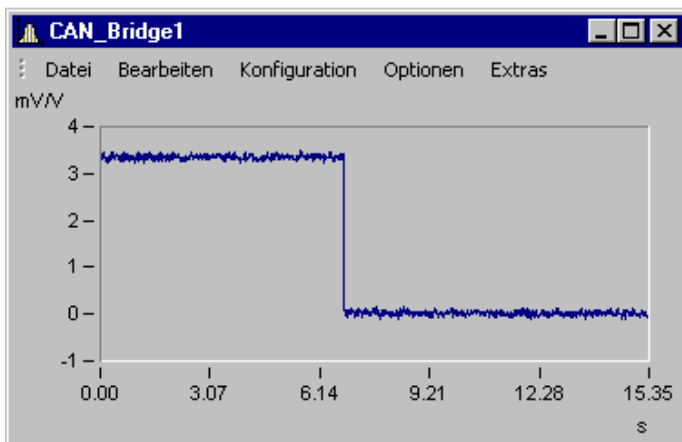 CAN_Bridge1
Datei Bearbeiten Konfiguration Optionen Extras
mV/V
4
3
2
1
0
-1
0.00 3.07 6.14 9.21 12.28 15.35
s